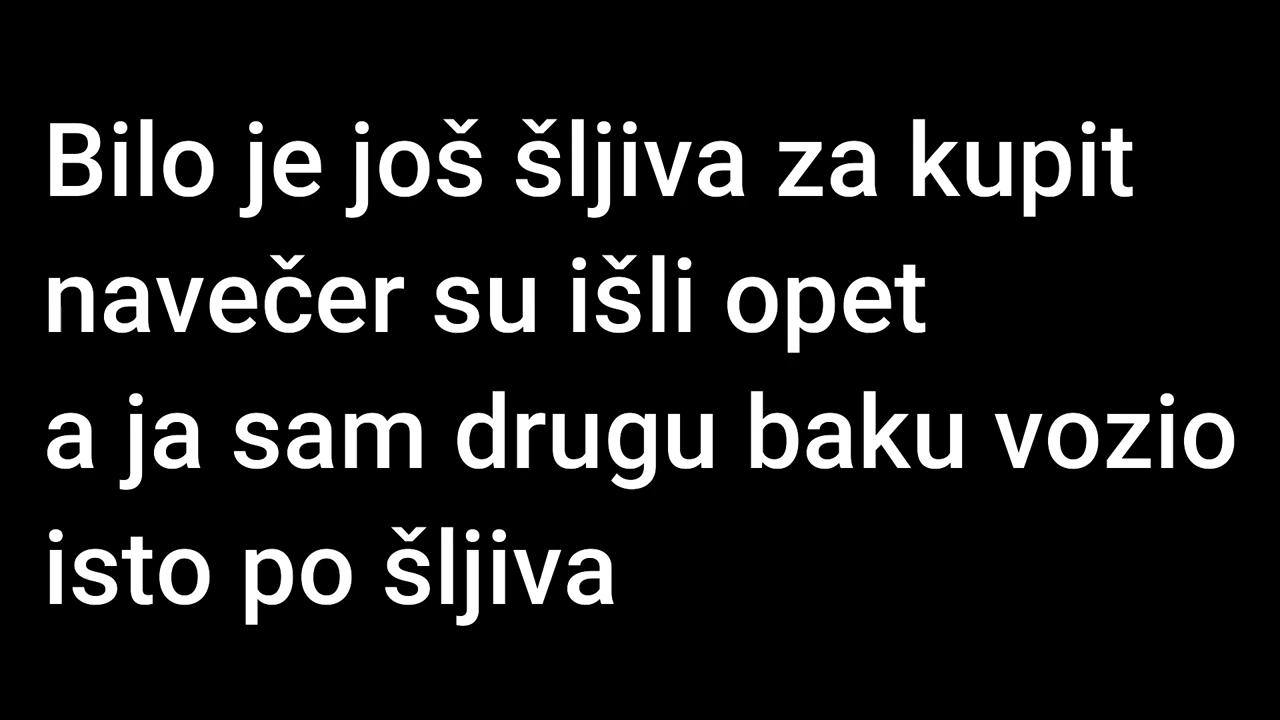 Bilo je još šljiva za kupit
navečer su išli opet
a ja sam drugu baku vozio
isto po šljiva